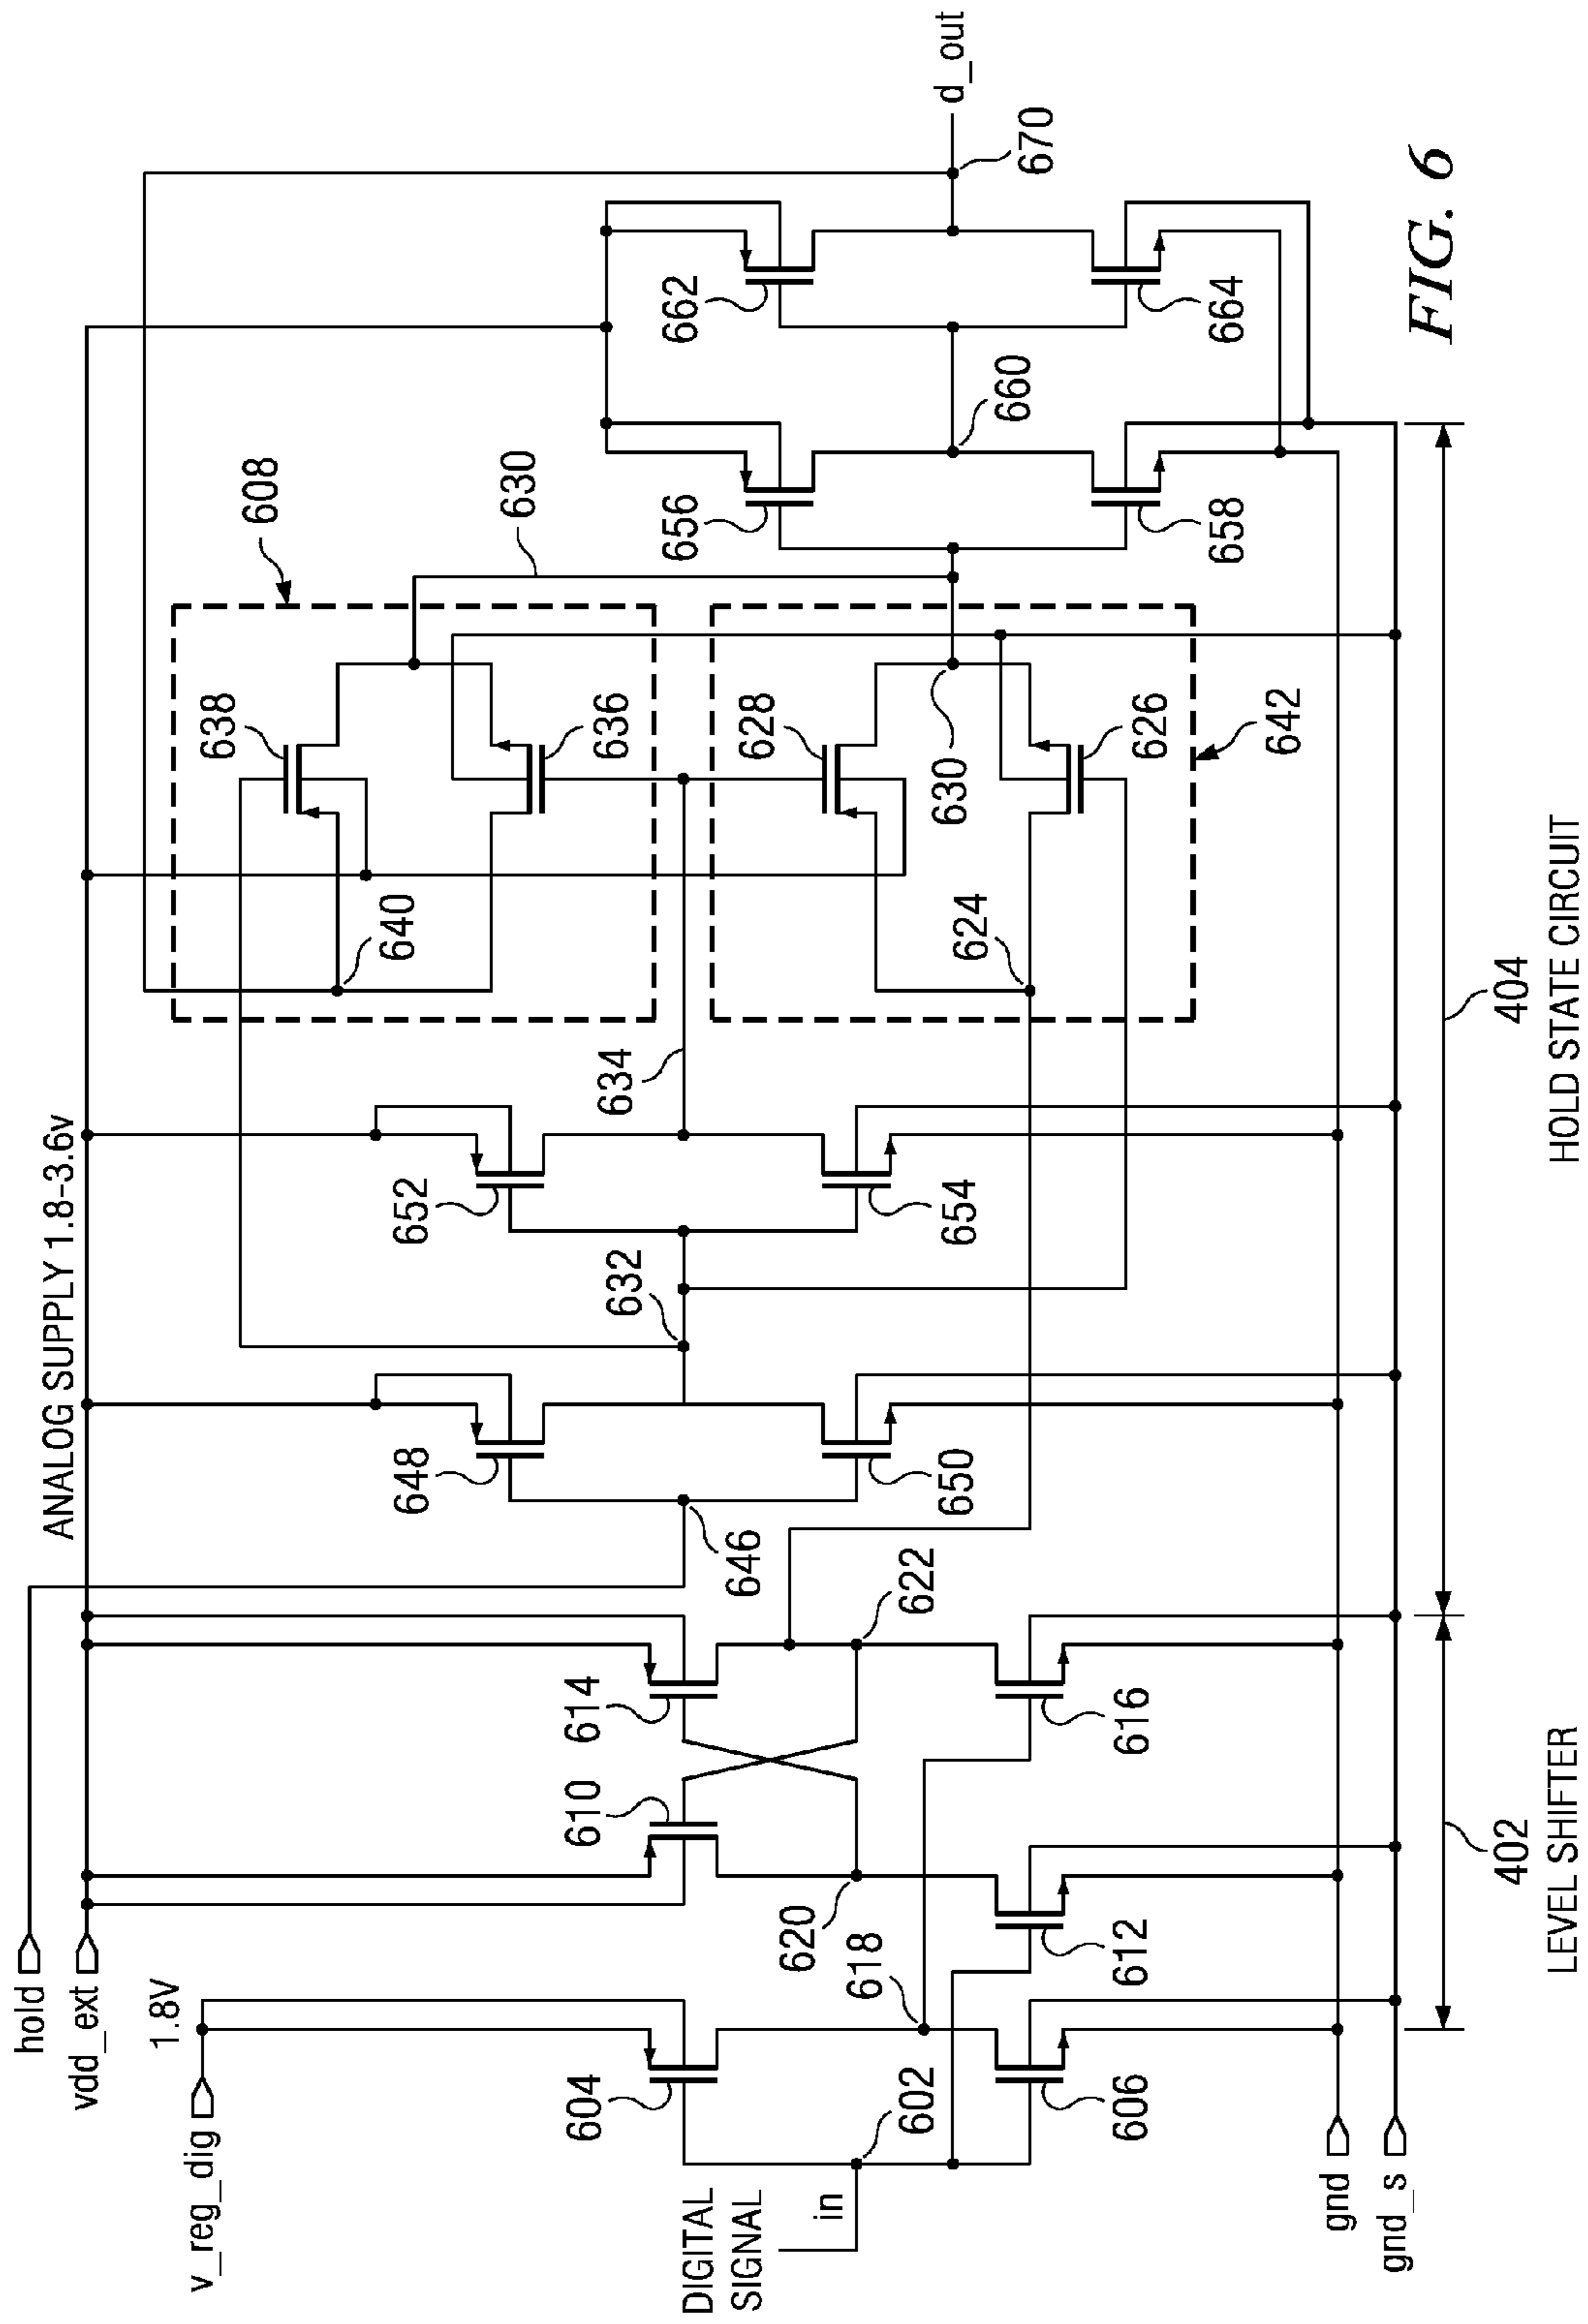 hold
vdd_ext
ANALOG SUPPLY 1.8-3.6v
v_reg_dig
1.8V
608
638
630
640
636
604
610
614
648
652
634
656
662
628
632
DIGITAL
SIGNAL
in
602
618
620
622
646
624
630
660
d_out
670
606
612
616
650
654
626
642
658
664
gnd
gnd_s
402
LEVEL SHIFTER
404
HOLD STATE CIRCUIT
FIG. 6